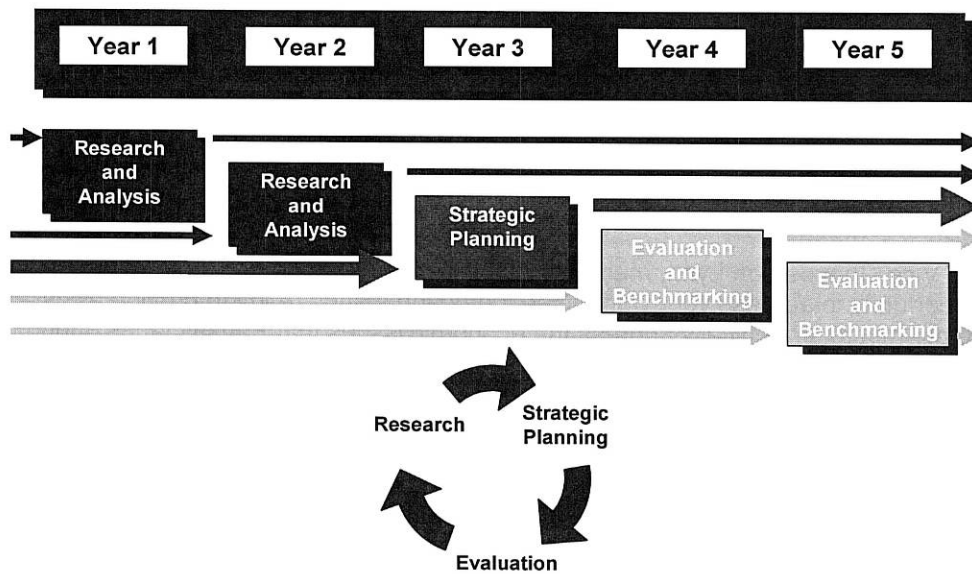 Year 1
Year 2
Year 3
Year 4
Year 5
Research
and
Analysis
Research
and
Analysis
Strategic
Planning
Evaluation
and
Benchmarking
Evaluation
and
Benchmarking
Research
Strategic
Planning
Evaluation